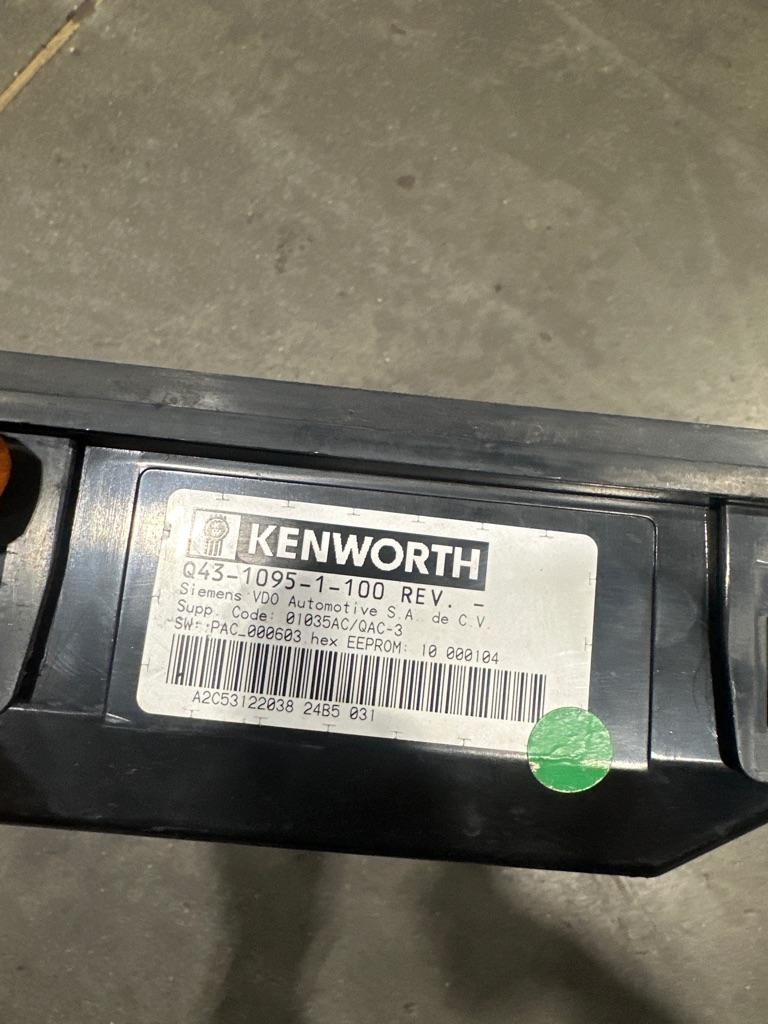 KENWORTH
Q43-1095-1-100 REV. -
Siemens VDO Automotive S.A. de C.V.
Supp. Code: 01035AC/QAC-3
SW: PAC_000603.hex EEPROM: 10 000104
A2C53122038 24B5 031